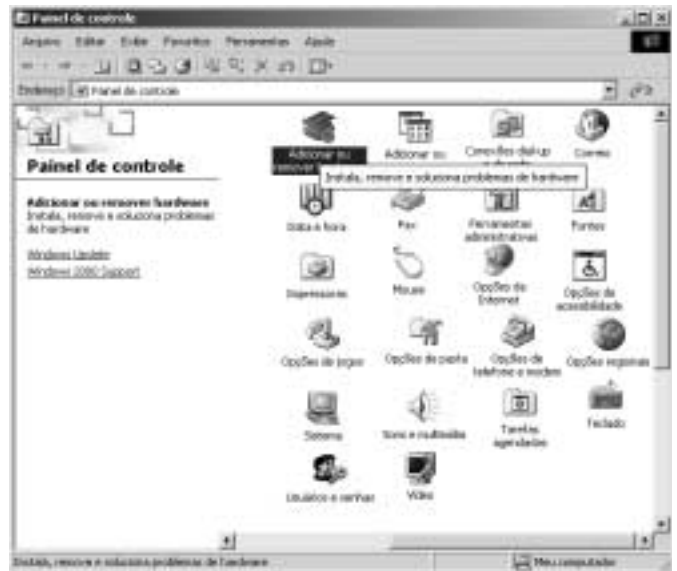 Painel de controle
Arquivo Editar Exibir Favoritos Ferramentas Ajuda
Endereço Painel de controle
Painel de controle
Adicionar ou remover hardware
Instala, remove e soluciona problemas
de hardware
Windows Update
Windows 2000 Support
Adicionar ou
remover
Adicionar ou
Conexões dial-up
Correio
Instala, remove e soluciona problemas de hardware
Data e hora
Fax
Ferramentas
administrativas
Fontes
Impressoras
Mouse
Opções da
Internet
Opções de
acessibilidade
Opções de jogos
Opções de pasta
Opções de
telefone e modem
Opções regionais
Sistema
Sons e multimídia
Tarefas
agendadas
Teclado
Usuários e senhas
Vídeo
Instala, remove e soluciona problemas de hardware
Meu computador